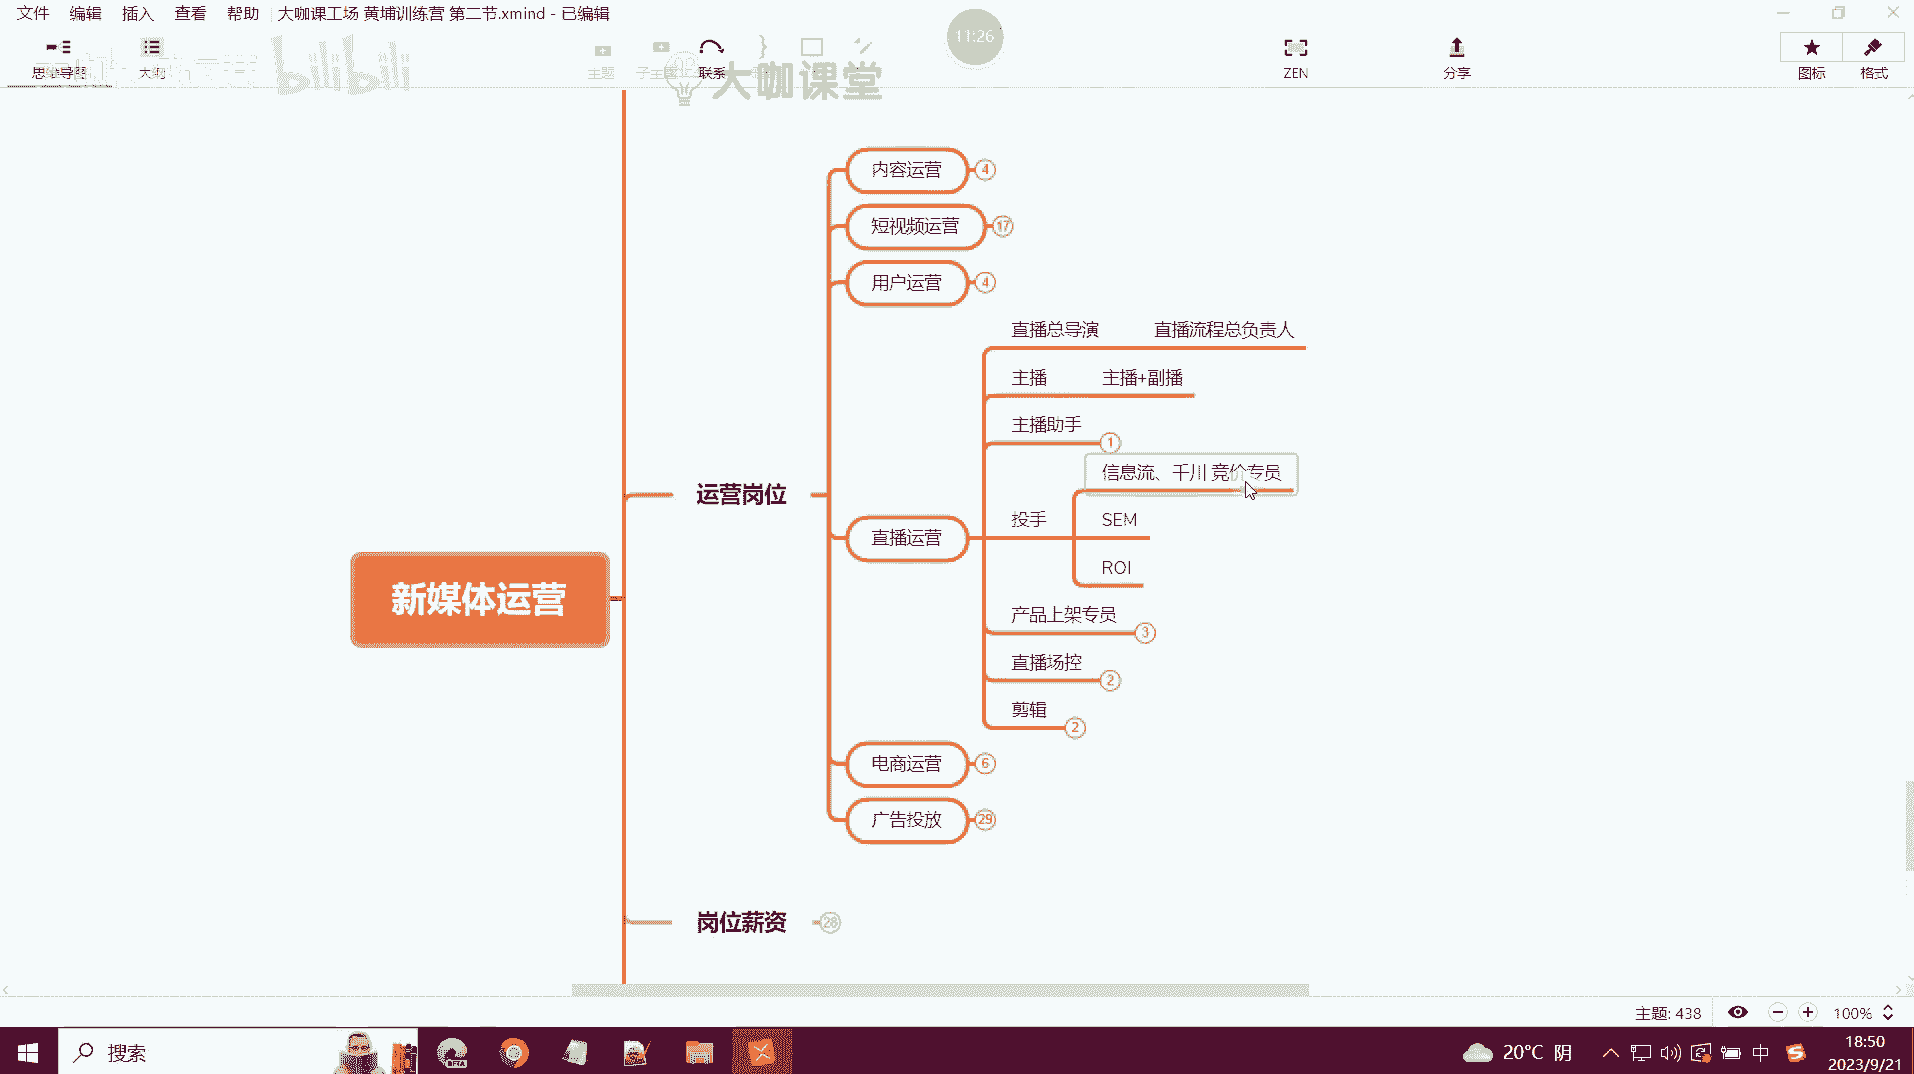 文件 编辑 插入 查看 帮助 大咖课工场 黄埔训练营 第二节.xmind - 已编辑
11:26
思维导图 大纲 主题 子主题 联系 ZEN 分享 图标 格式
bilibili
大咖课堂
内容运营 4
短视频运营 17
用户运营 4
直播总导演 直播流程总负责人
主播 主播+副播
主播助手 1
信息流、千川 竞价专员
运营岗位
投手 SEM
直播运营
ROI
新媒体运营
产品上架专员 3
直播场控 2
剪辑 2
电商运营 6
广告投放 29
岗位薪资 28
主题: 438 100%
搜索
BETA
20°C 阴
中
18:50
2023/9/21